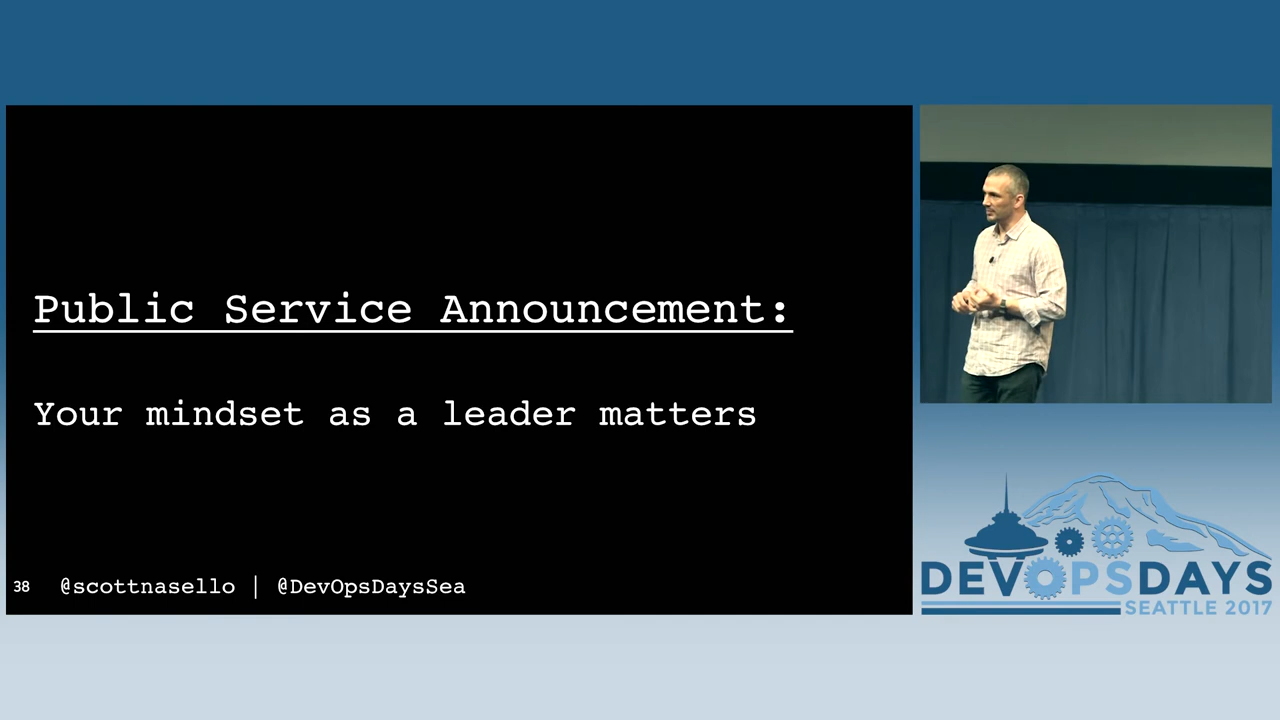 Public Service Announcement:
Your mindset as a leader matters
38 @scottnasello | @DevOpsDaysSea
DEVOPSDAYS
SEATTLE 2017